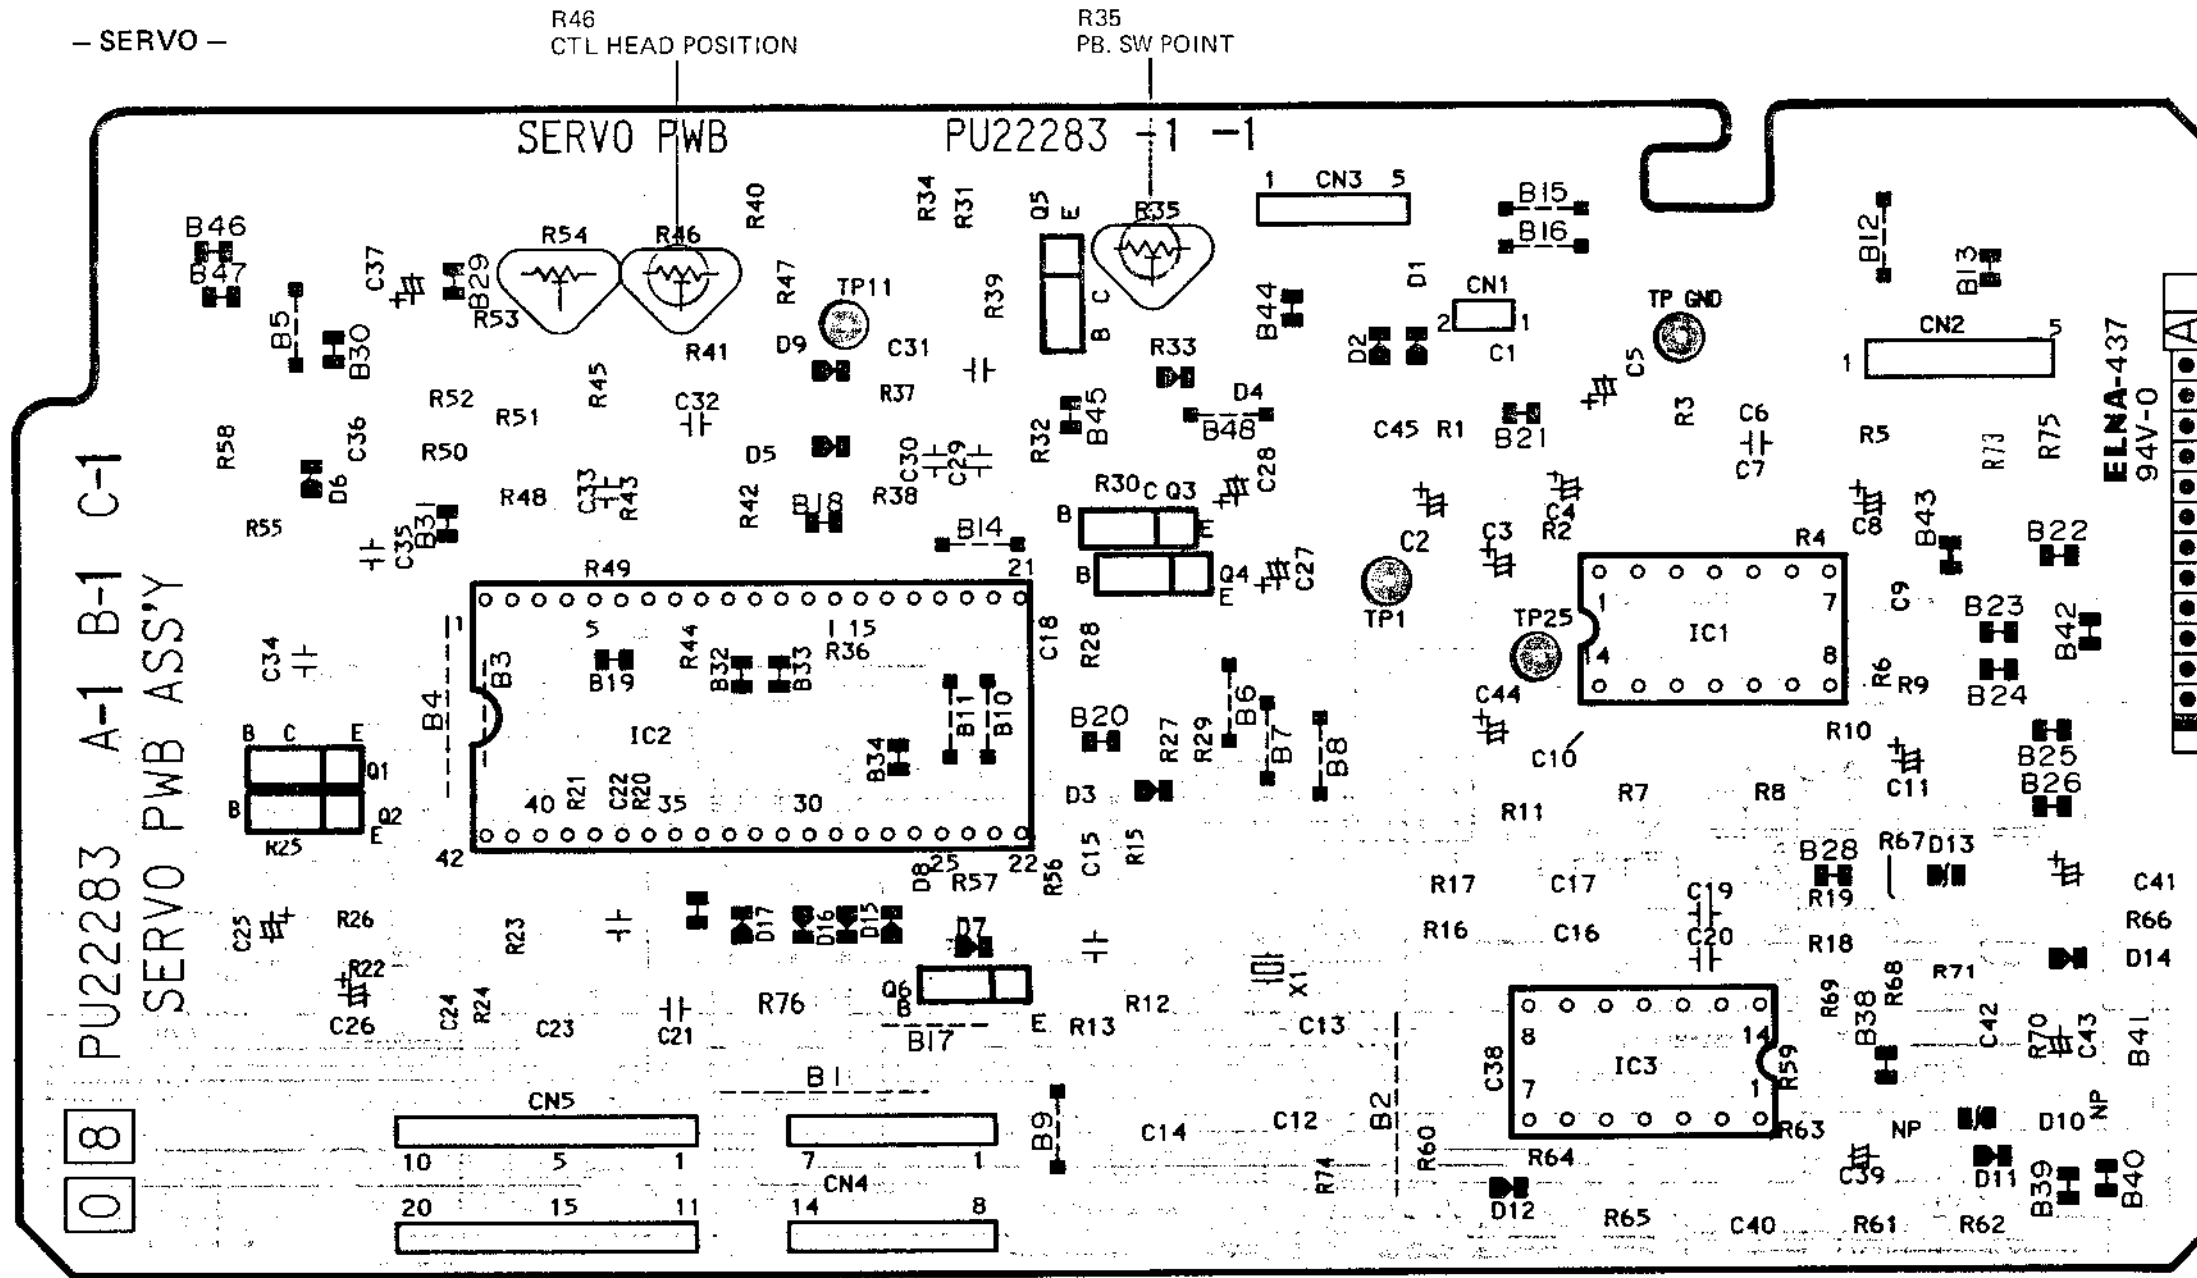 – SERVO –
R46
CTL HEAD POSITION
R35
PB. SW POINT
SERVO PWB
PU22283 -1 -1
R40
R34
R31
Q5
E
R35
1 CN3 5
B15
B16
B12
B13
B46
B47
C37
B29
R54
R46
R47
TP11
R39
C
B
B44
D1
CN1
2 1
TP GND
CN2
1 5
A
B5
B30
R53
R41
D9
C31
R33
D2
C1
C5
ELNA-437
94V-0
R52
R51
R45
C32
R37
B45
D4
B48
C45
R1
B21
R3
C6
C7
R5
R73
R75
R58
C36
R50
D5
C30
C29
R32
C28
D6
R48
C33
R43
R42
B18
R38
R30
C
Q3
B
E
C2
C3
C4
R2
C8
B43
B22
R55
C35
B31
B14
R49
21
B
Q4
E
C27
TP1
TP25
R4
1 7
IC1
14 8
C9
B23
B42
B24
PU22283 A-1 B-1 C-1
SERVO PWB ASS'Y
C34
B4
1
B3
5
B19
R44
B32
B33
15
R36
C18
R28
B6
B7
B8
C44
R6
R9
IC2
B34
B11
B10
B20
R27
R29
C10
R10
B25
B26
C11
B C E
Q1
B
Q2
E
R25
40
R21
C22
R20
35
30
42
25
22
D3
C15
R15
R11
R7
R8
D8
R57
R56
R17
C17
C19
B28
R67
D13
R19
C41
C25
R26
R23
D17
D16
D15
D7
R16
C16
C20
R18
R66
D14
R22
C26
C24
R24
C23
C21
R76
Q6
B
E
B17
R13
R12
X1
C13
R69
R68
R71
B38
C42
R70
C43
B41
8 14
IC3
7 1
C38
R59
B1
CN5
10 5 1
20 15 11
7 1
CN4
14 8
B9
C14
C12
B2
R74
R60
R64
R63
NP
D10
NP
C39
D11
B39
B40
D12
R65
C40
R61
R62
8
0